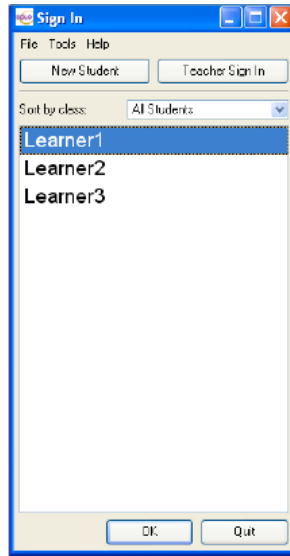 Sign In
File Tools Help
New Student Teacher Sign In
Sort by class: All Students
Learner1
Learner2
Learner3
OK Quit